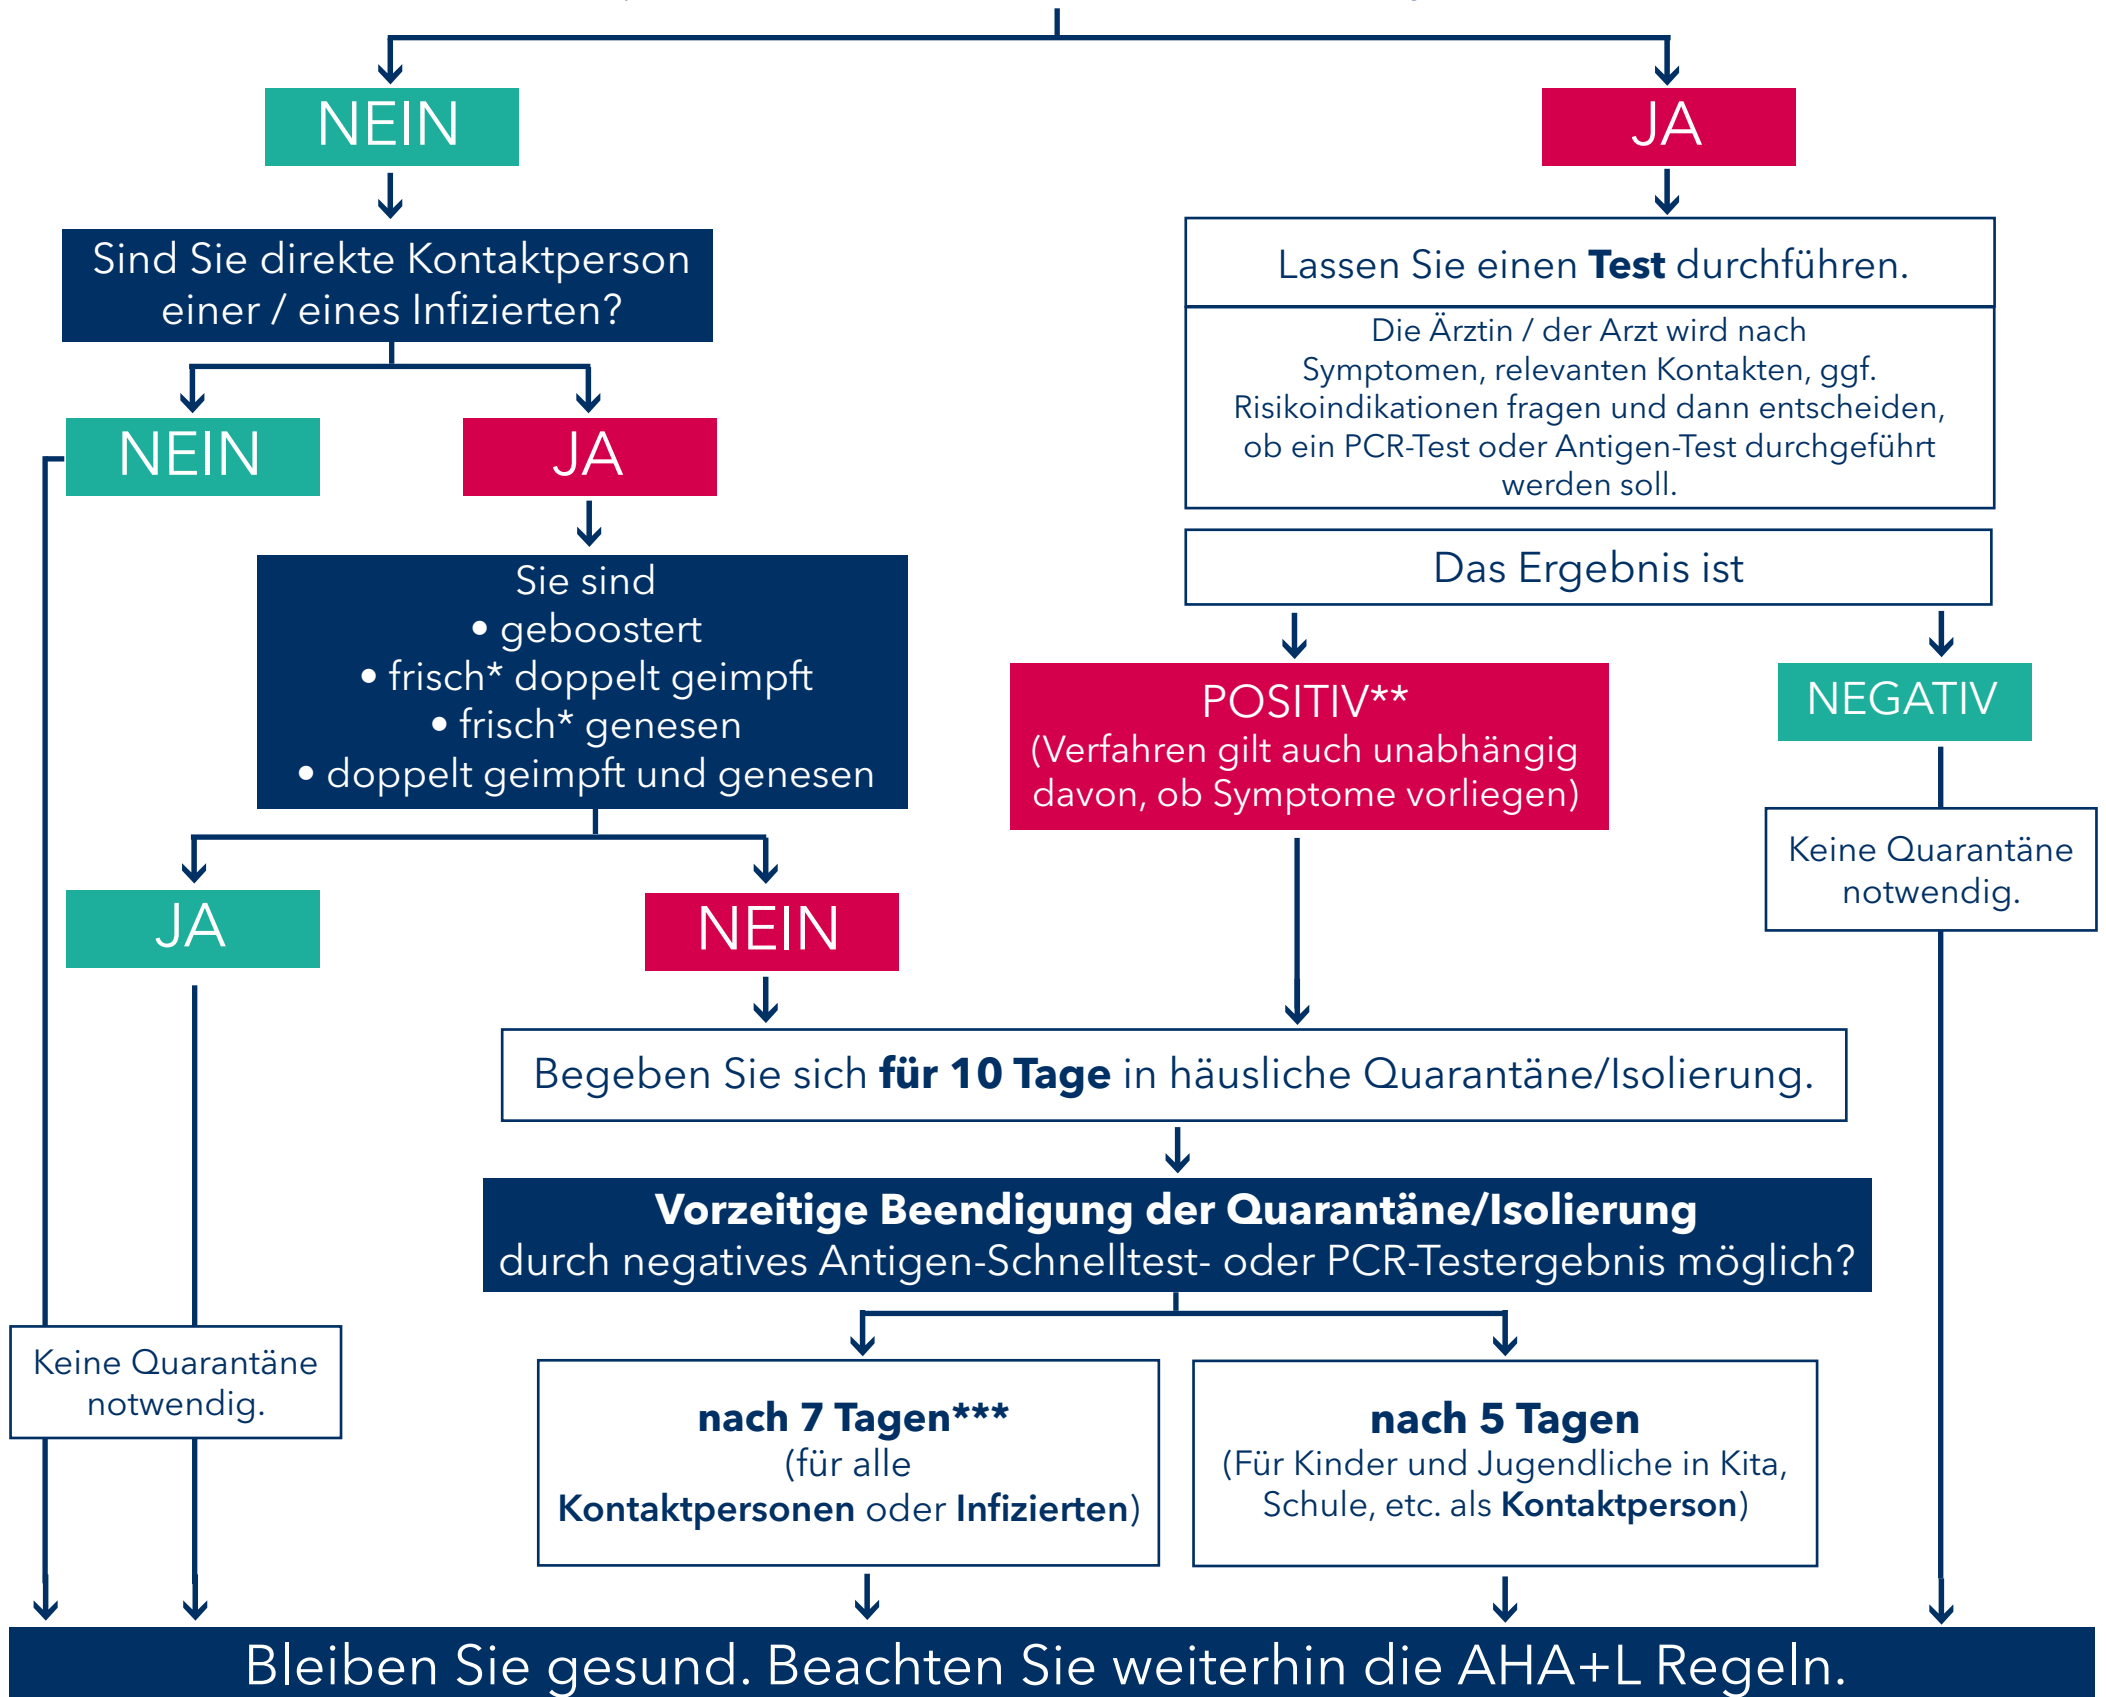 NEIN
JA
Sind Sie direkte Kontaktperson
einer / eines Infizierten?
Lassen Sie einen Test durchführen.
Die Ärztin / der Arzt wird nach
Symptomen, relevanten Kontakten, ggf.
Risikoindikationen fragen und dann entscheiden,
ob ein PCR-Test oder Antigen-Test durchgeführt
werden soll.
NEIN
JA
Das Ergebnis ist
Sie sind
• geboostert
• frisch* doppelt geimpft
• frisch* genesen
• doppelt geimpft und genesen
POSITIV**
(Verfahren gilt auch unabhängig
davon, ob Symptome vorliegen)
NEGATIV
Keine Quarantäne
notwendig.
JA
NEIN
Begeben Sie sich für 10 Tage in häusliche Quarantäne/Isolierung.
Vorzeitige Beendigung der Quarantäne/Isolierung
durch negatives Antigen-Schnelltest- oder PCR-Testergebnis möglich?
Keine Quarantäne
notwendig.
nach 7 Tagen***
(für alle
Kontaktpersonen oder Infizierten)
nach 5 Tagen
(Für Kinder und Jugendliche in Kita,
Schule, etc. als Kontaktperson)
Bleiben Sie gesund. Beachten Sie weiterhin die AHA+L Regeln.